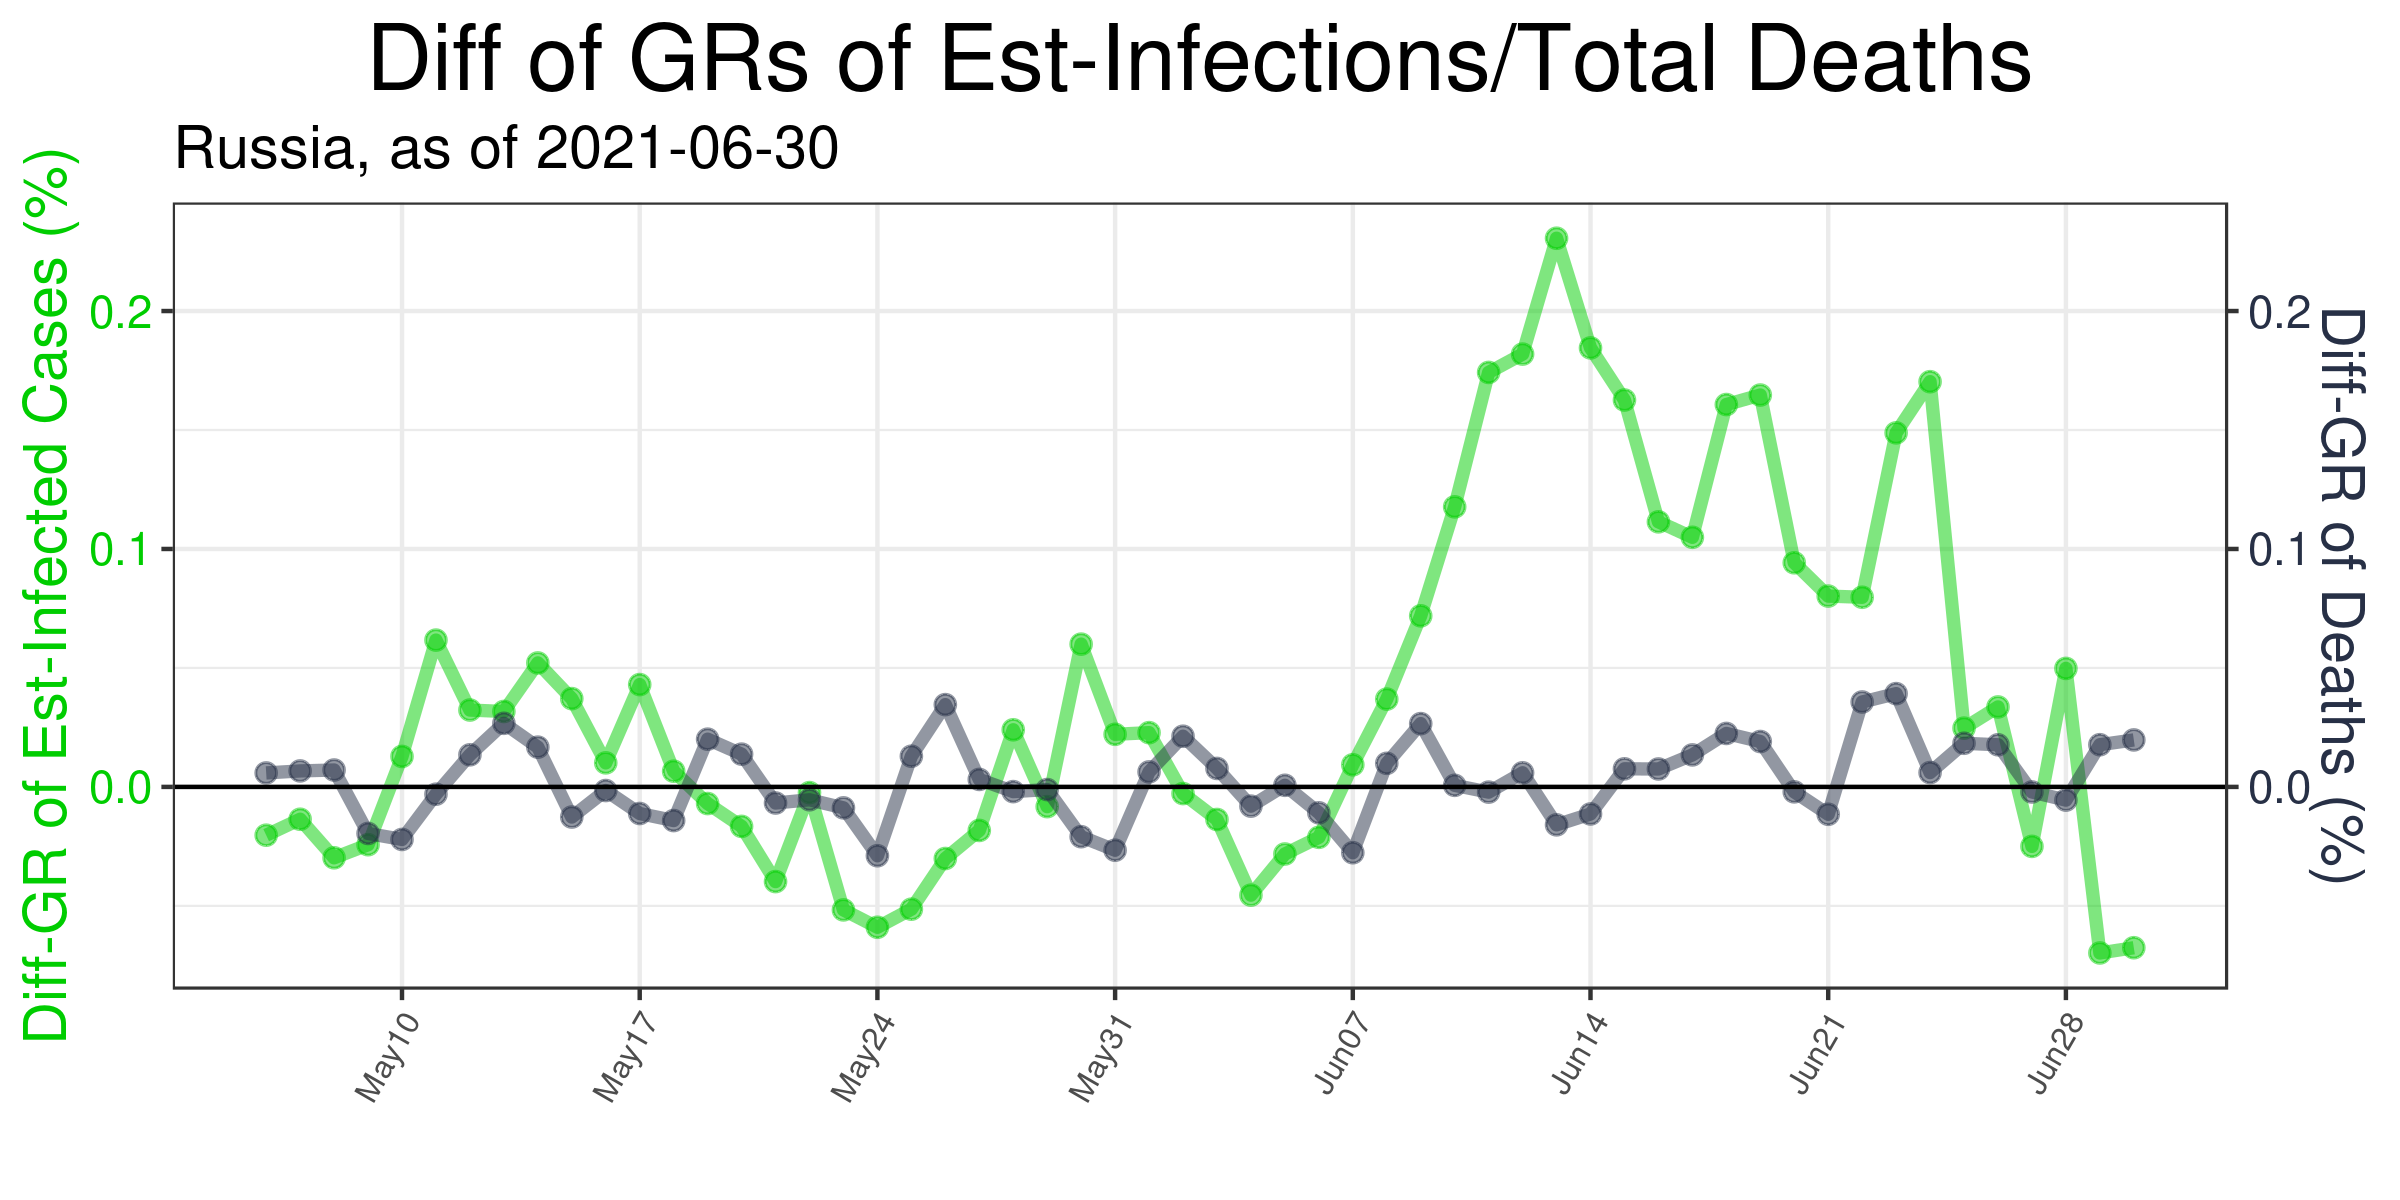 Diff of GRs of Est-Infections/Total Deaths
Russia, as of 2021-06-30
Diff-GR of Est-Infected Cases (%)
0.2
0.1
0.0
0.2
0.1
0.0
Diff-GR of Deaths (%)
May10
May17
May24
May31
Jun07
Jun14
Jun21
Jun28